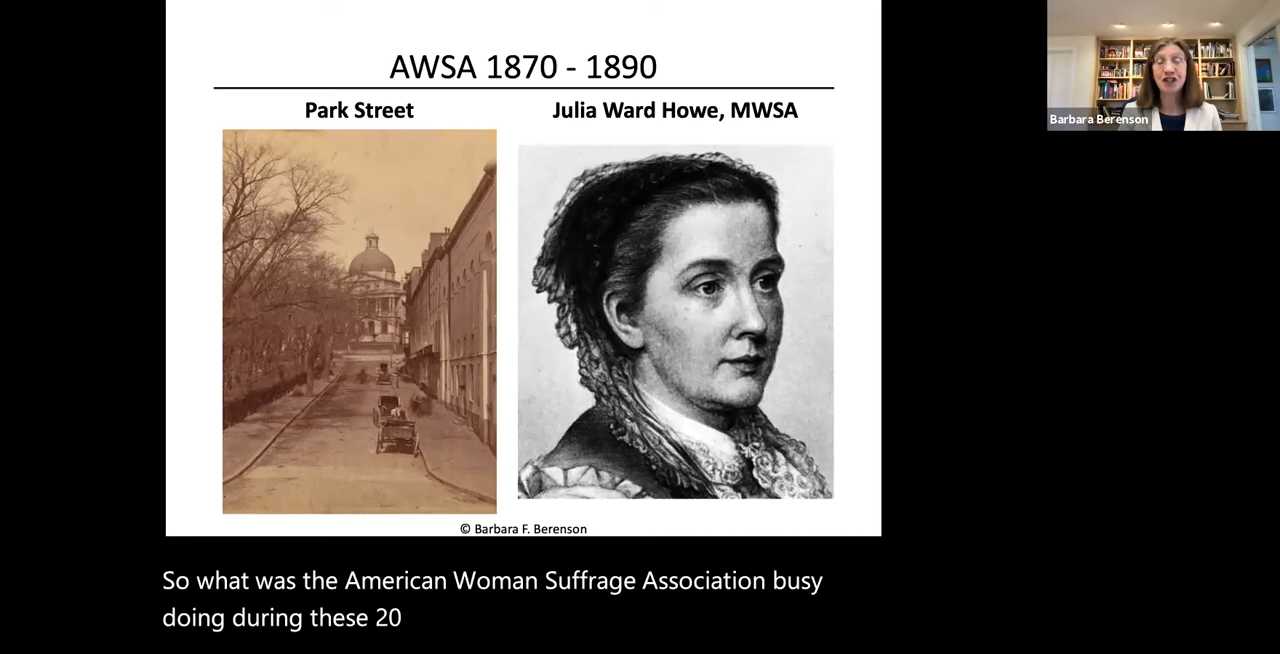 AWSA 1870 - 1890
Park Street
Julia Ward Howe, MWSA
© Barbara F. Berenson
Barbara Berenson
So what was the American Woman Suffrage Association busy
doing during these 20